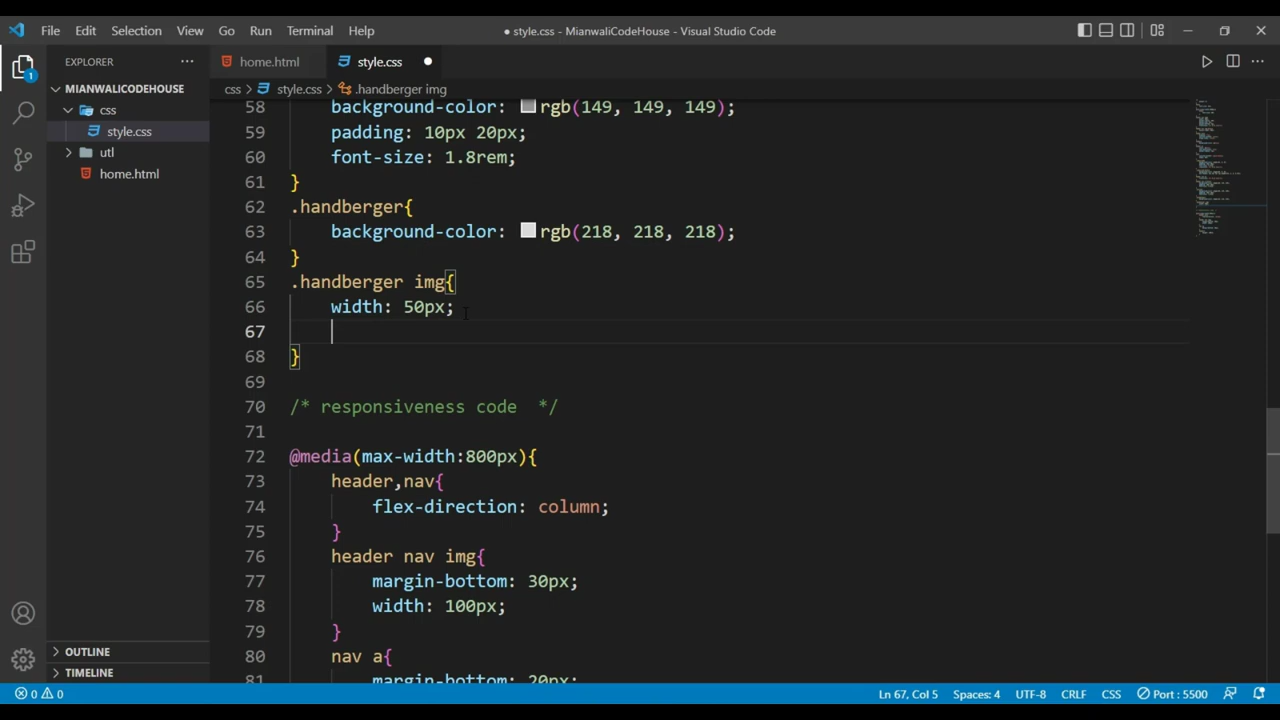 File Edit Selection View Go Run Terminal Help
● style.css - MianwaliCodeHouse - Visual Studio Code
EXPLORER
1
home.html
style.css
MIANWALICODEHOUSE
css > style.css > .handberger img
css
style.css
utl
home.html
58 background-color: rgb(149, 149, 149);
59 padding: 10px 20px;
60 font-size: 1.8rem;
61 }
62 .handberger{
63 background-color: rgb(218, 218, 218);
64 }
65 .handberger img{
66 width: 50px;
67
68 }
69
70 /* responsiveness code  */
71
72 @media(max-width:800px){
73 header,nav{
74 flex-direction: column;
75 }
76 header nav img{
77 margin-bottom: 30px;
78 width: 100px;
79 }
80 nav a{
81 margin-bottom: 20px;
OUTLINE
TIMELINE
0 0
Ln 67, Col 5 Spaces: 4 UTF-8 CRLF CSS Port : 5500